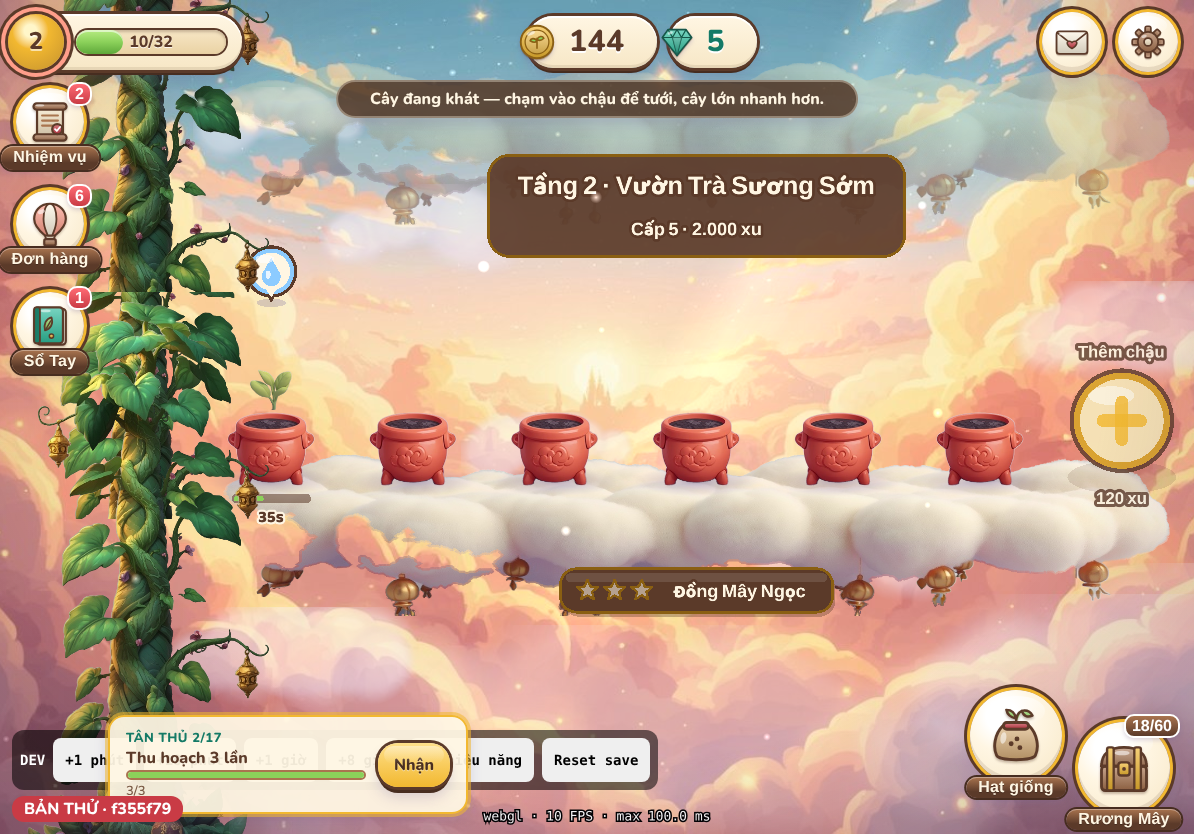 2
10/32
144
5
Cây đang khát — chạm vào chậu để tưới, cây lớn nhanh hơn.
2
Nhiệm vụ
6
Đơn hàng
1
Sổ Tay
Tầng 2 · Vườn Trà Sương Sớm
Cấp 5 · 2.000 xu
Thêm chậu
120 xu
35s
Đồng Mây Ngọc
TÂN THỦ 2/17
Thu hoạch 3 lần
3/3
Nhận
DEV
+1 phú
+1 giờ
+8 g
năng
Reset save
BẢN THỬ · f355f79
webgl · 10 FPS · max 100.0 ms
Hạt giống
18/60
Rương Mây